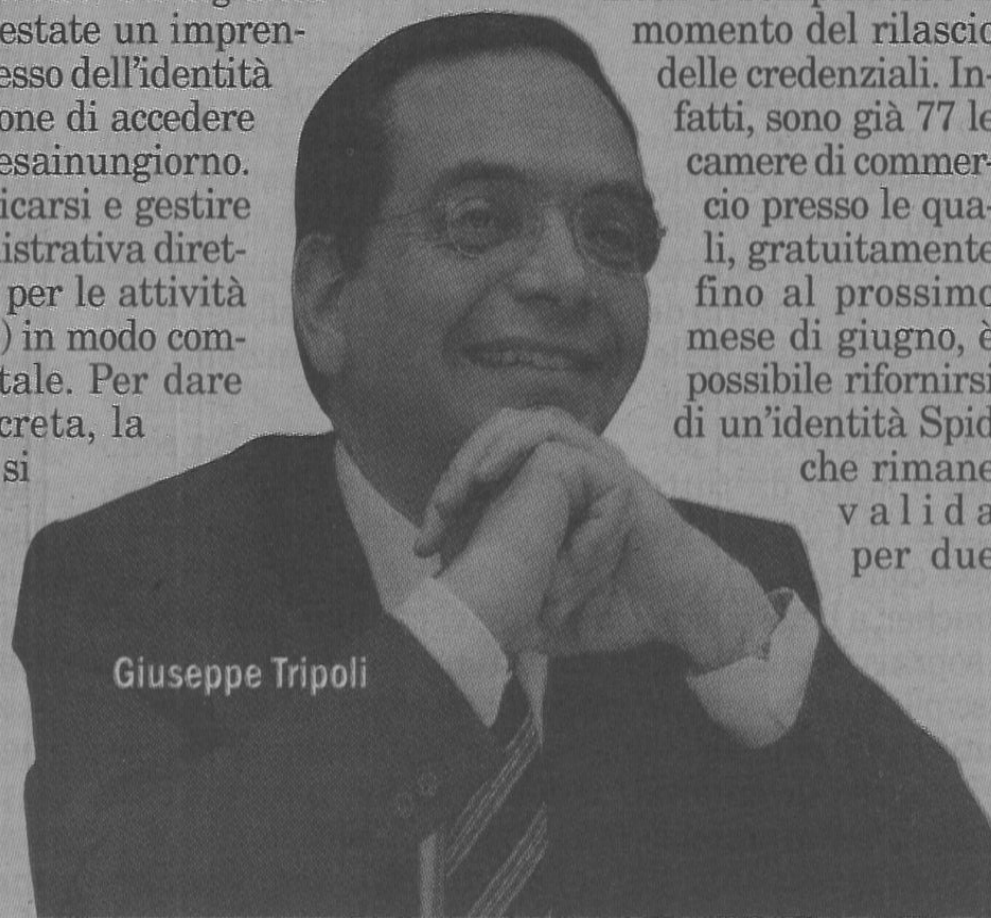 estate un impren-
esso dell'identità
one di accedere
esainungiorno.
icarsi e gestire
istrativa diret-
per le attività
) in modo com-
tale. Per dare
creta, la
si
Giuseppe Tripoli
momento del rilascio
delle credenziali. In-
fatti, sono già 77 le
camere di commer-
cio presso le qua-
li, gratuitamente
fino al prossimo
mese di giugno, è
possibile rifornirsi
di un'identità Spid
che rimane
valida
per due